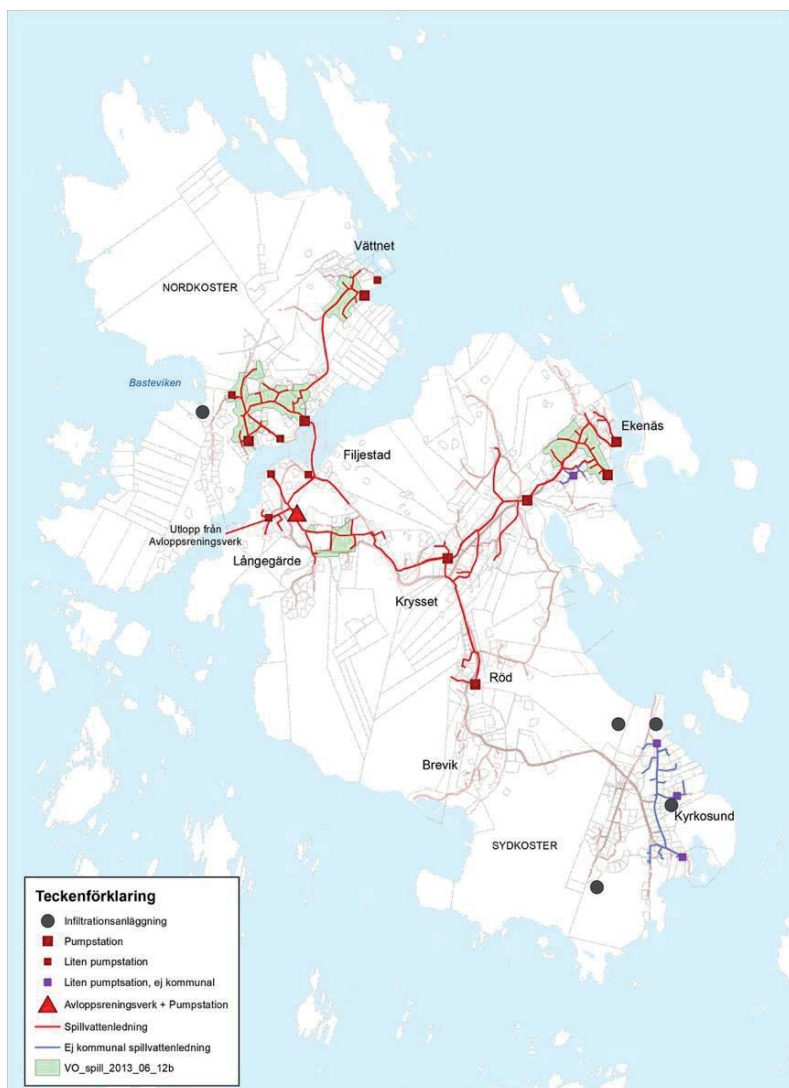 Vättnet
NORDKOSTER
Basteviken
Ekenäs
Filjestad
Utlopp från
Avloppsreningsverk
Långegärde
Krysset
Röd
Brevik
Kyrkosund
SYDKOSTER
Teckenförklaring
Infiltrationsanläggning
Pumpstation
Liten pumpstation
Liten pumptsation, ej kommunal
Avloppsreningsverk + Pumpstation
Spillvattenledning
Ej kommunal spillvattenledning
VO_spill_2013_06_12b